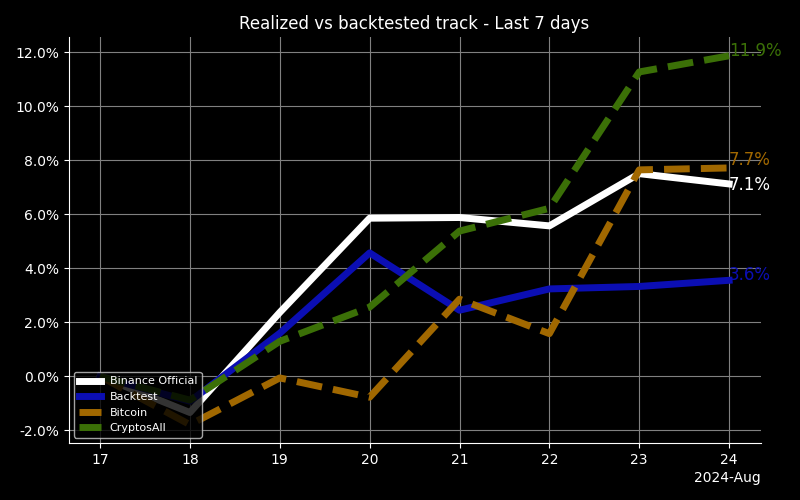 Realized vs backtested track - Last 7 days
12.0%
10.0%
8.0%
6.0%
4.0%
2.0%
0.0%
-2.0%
11.9%
7.7%
7.1%
3.6%
Binance Official
Backtest
Bitcoin
CryptosAll
17 18 19 20 21 22 23 24
2024-Aug